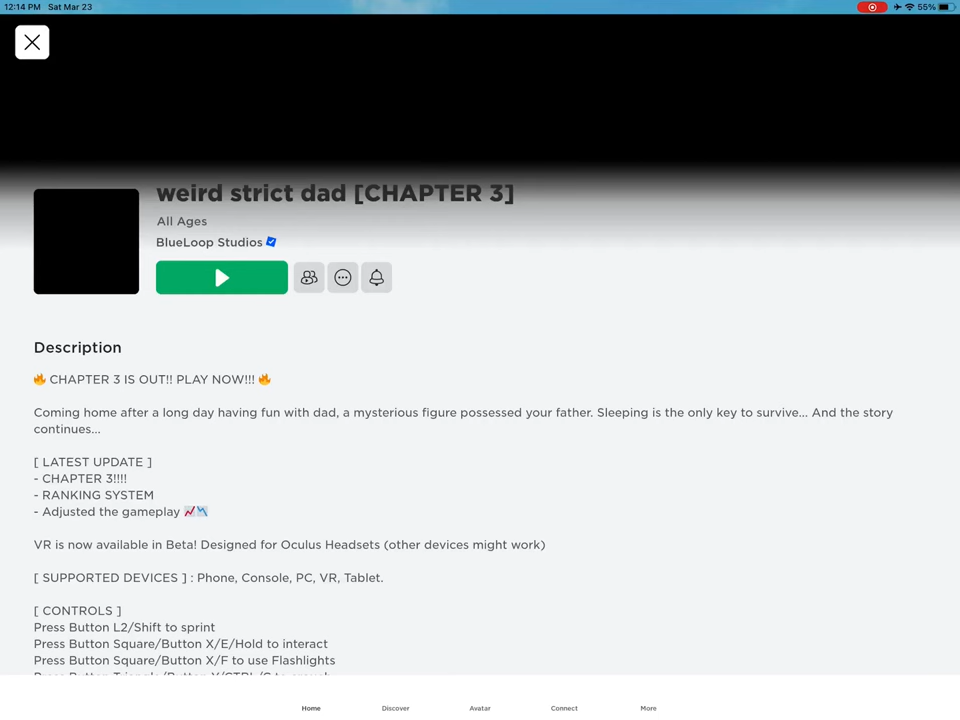 12:14 PM Sat Mar 23
55%
weird strict dad [CHAPTER 3]
All Ages
BlueLoop Studios
Description
🔥 CHAPTER 3 IS OUT!! PLAY NOW!!! 🔥
Coming home after a long day having fun with dad, a mysterious figure possessed your father. Sleeping is the only key to survive... And the story
continues...
[ LATEST UPDATE ]
- CHAPTER 3!!!!
- RANKING SYSTEM
- Adjusted the gameplay 📈📉
VR is now available in Beta! Designed for Oculus Headsets (other devices might work)
[ SUPPORTED DEVICES ] : Phone, Console, PC, VR, Tablet.
[ CONTROLS ]
Press Button L2/Shift to sprint
Press Button Square/Button X/E/Hold to interact
Press Button Square/Button X/F to use Flashlights
Home Discover Avatar Connect More